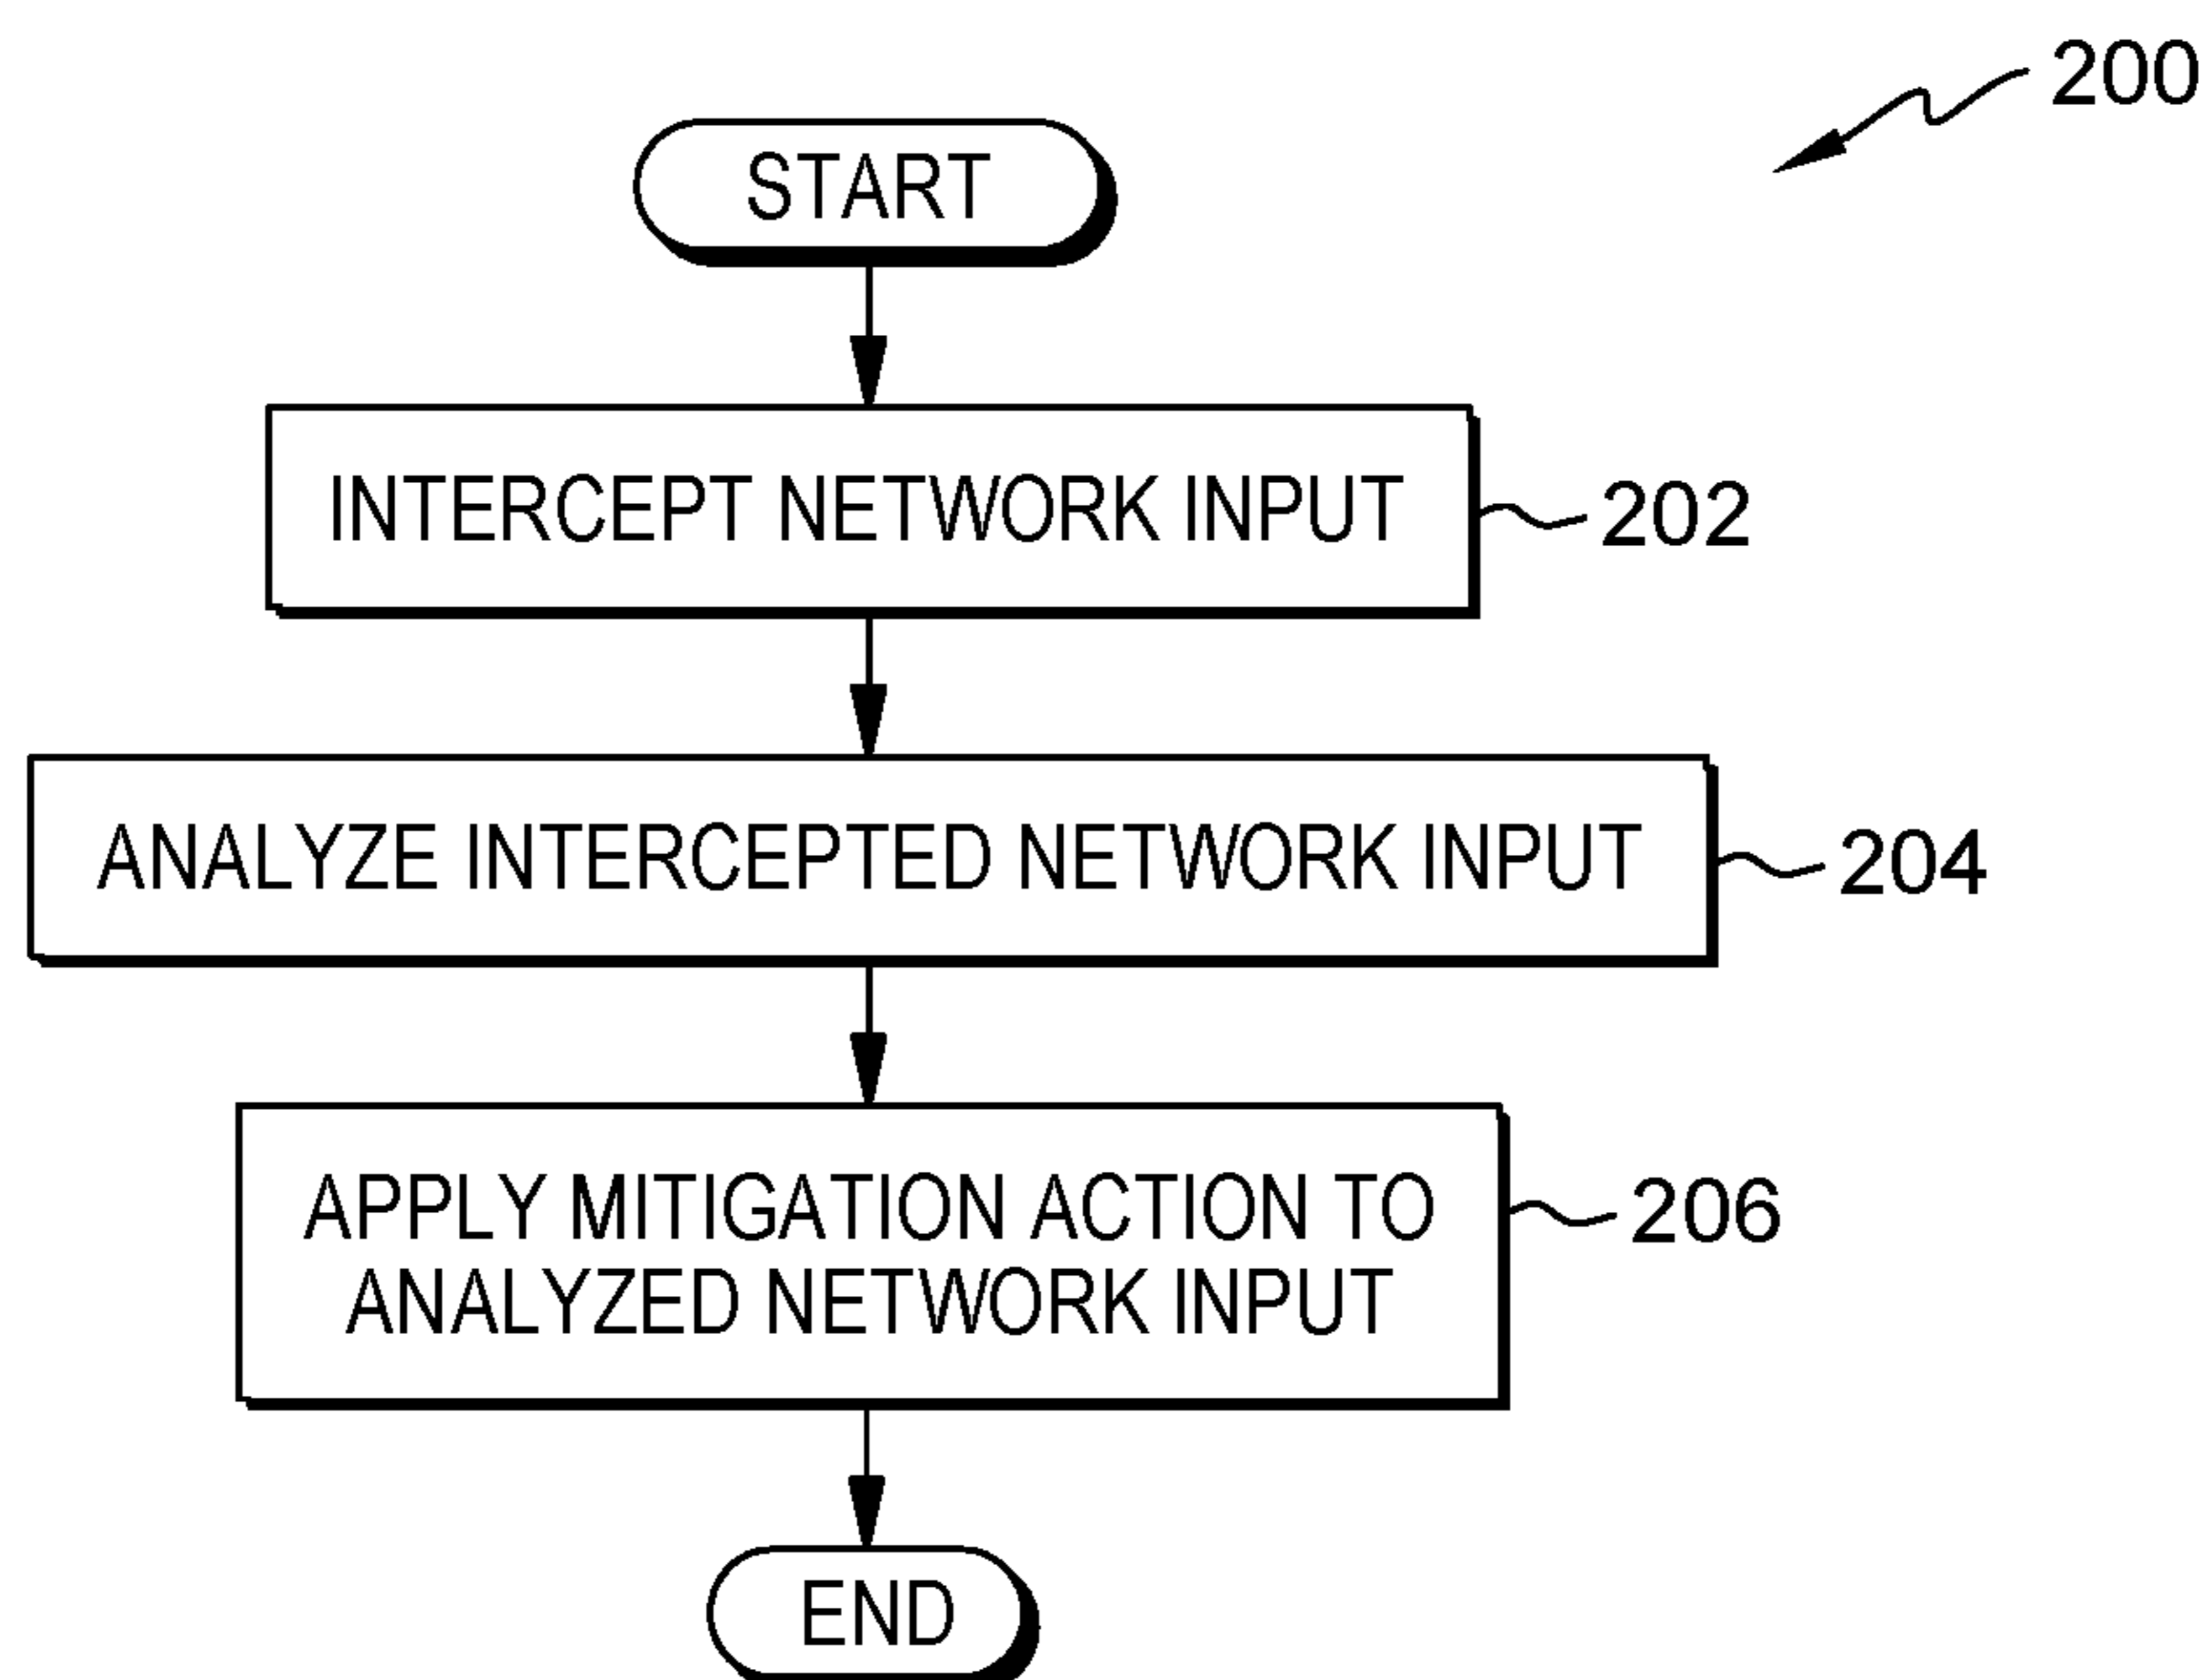 200
START
INTERCEPT NETWORK INPUT
202
ANALYZE INTERCEPTED NETWORK INPUT
204
APPLY MITIGATION ACTION TO
ANALYZED NETWORK INPUT
206
END